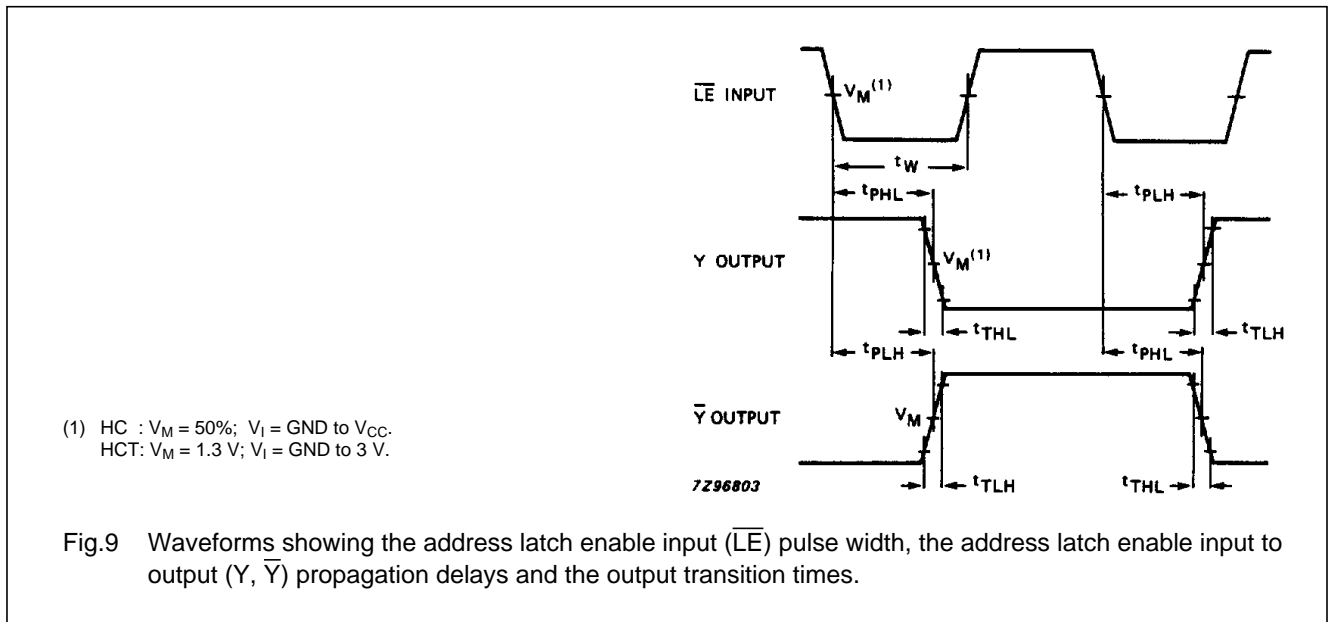 L̅E̅ INPUT
V_M^(1)
t_W
t_PHL
t_PLH
Y OUTPUT
V_M^(1)
t_THL
t_TLH
t_PLH
t_PHL
Y̅ OUTPUT
V_M
t_TLH
t_THL
7Z96803
(1) HC : V_M = 50%; V_I = GND to V_CC.
HCT: V_M = 1.3 V; V_I = GND to 3 V.
Fig.9 Waveforms showing the address latch enable input (L̅E̅) pulse width, the address latch enable input to
output (Y, Y̅) propagation delays and the output transition times.